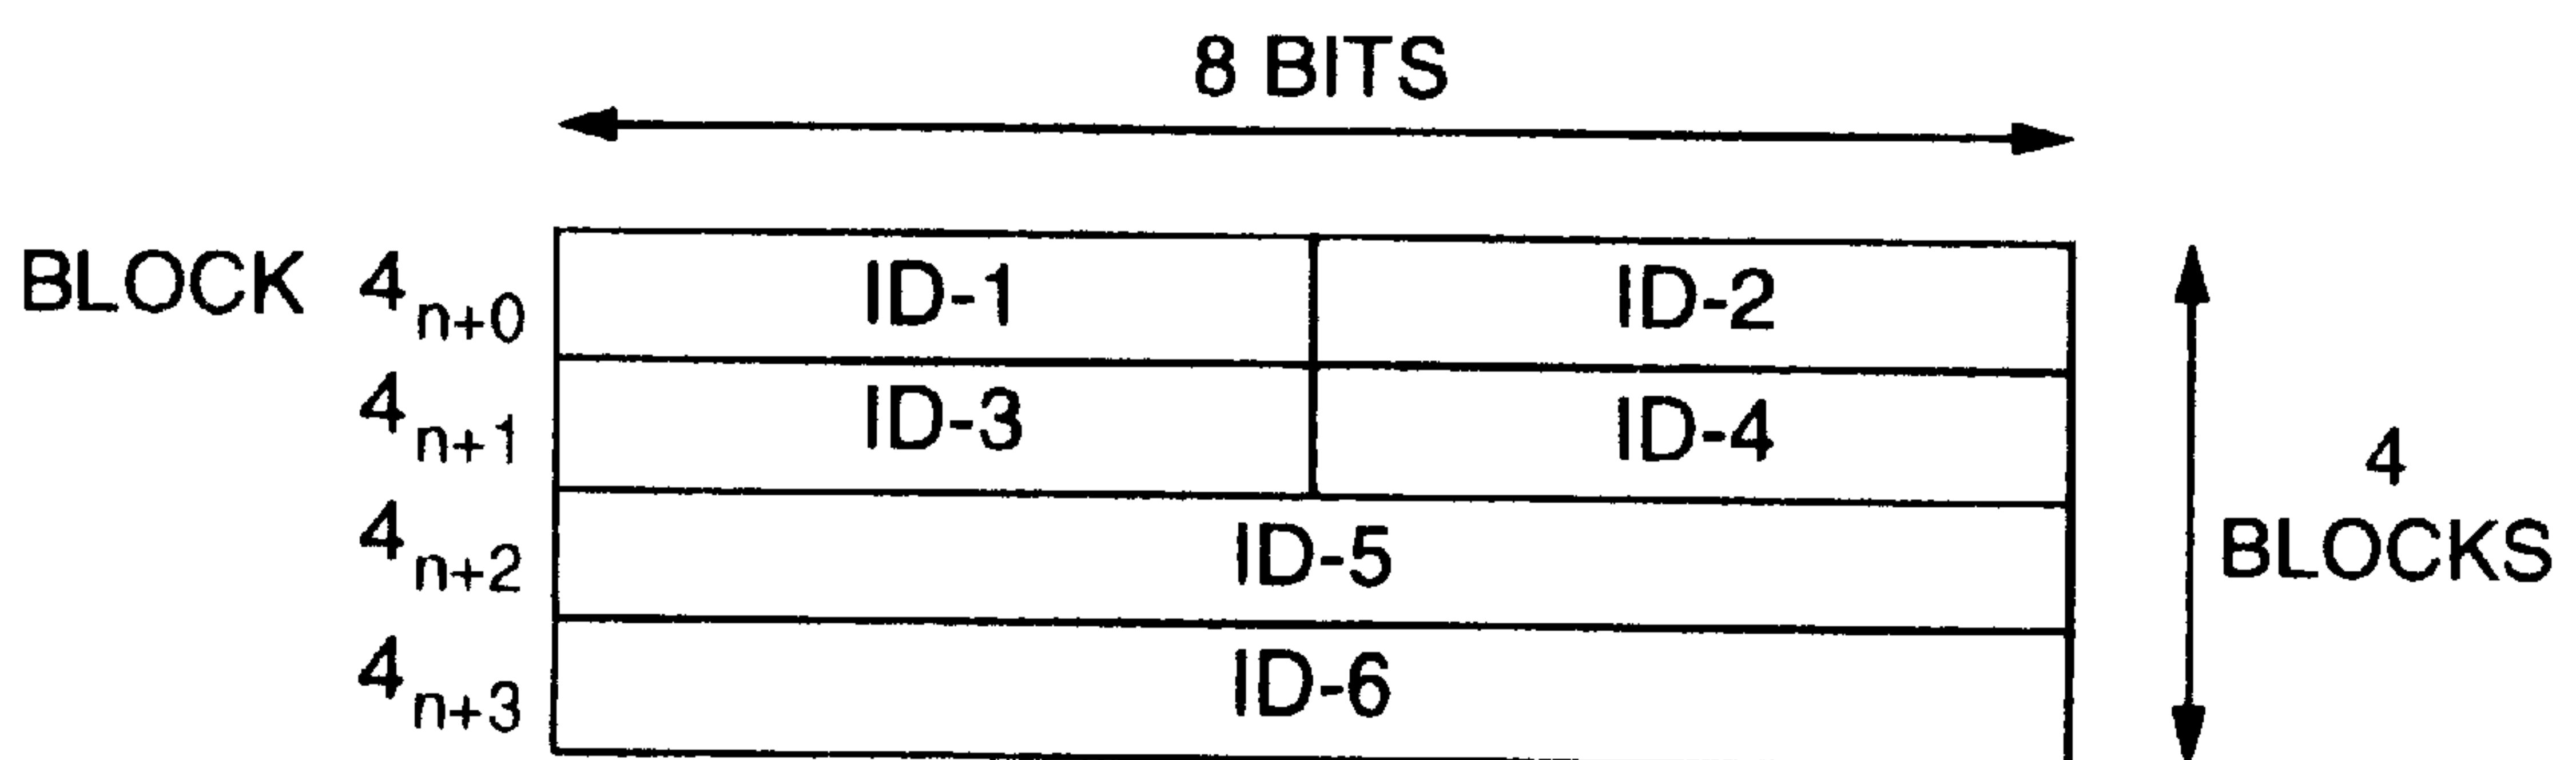 8 BITS
BLOCK 4n+0 ID-1 ID-2
4n+1 ID-3 ID-4
4n+2 ID-5
4n+3 ID-6
4
BLOCKS